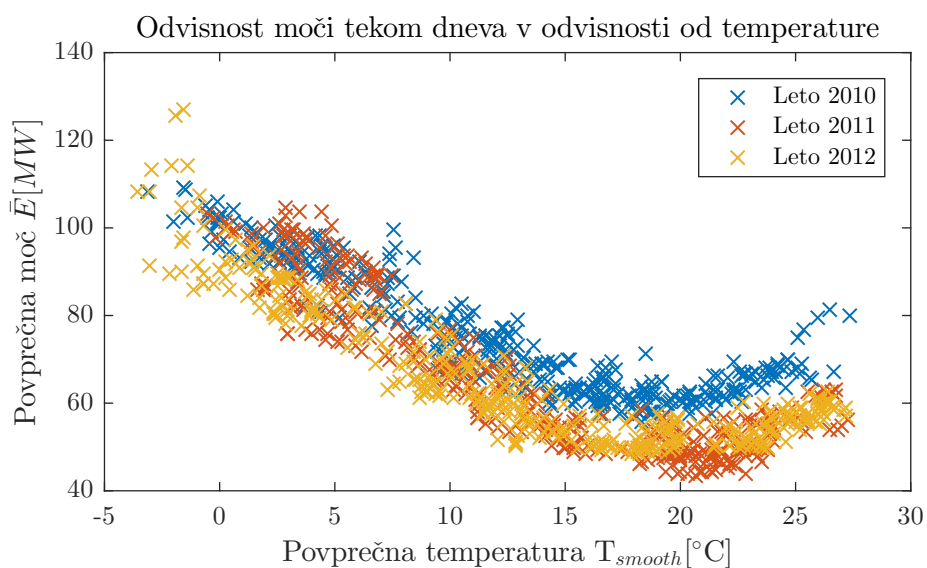 Odvisnost moči tekom dneva v odvisnosti od temperature
140
120
100
80
60
40
-5 0 5 10 15 20 25 30
Povprečna moč Ē[MW]
Povprečna temperatura T_smooth[°C]
Leto 2010
Leto 2011
Leto 2012